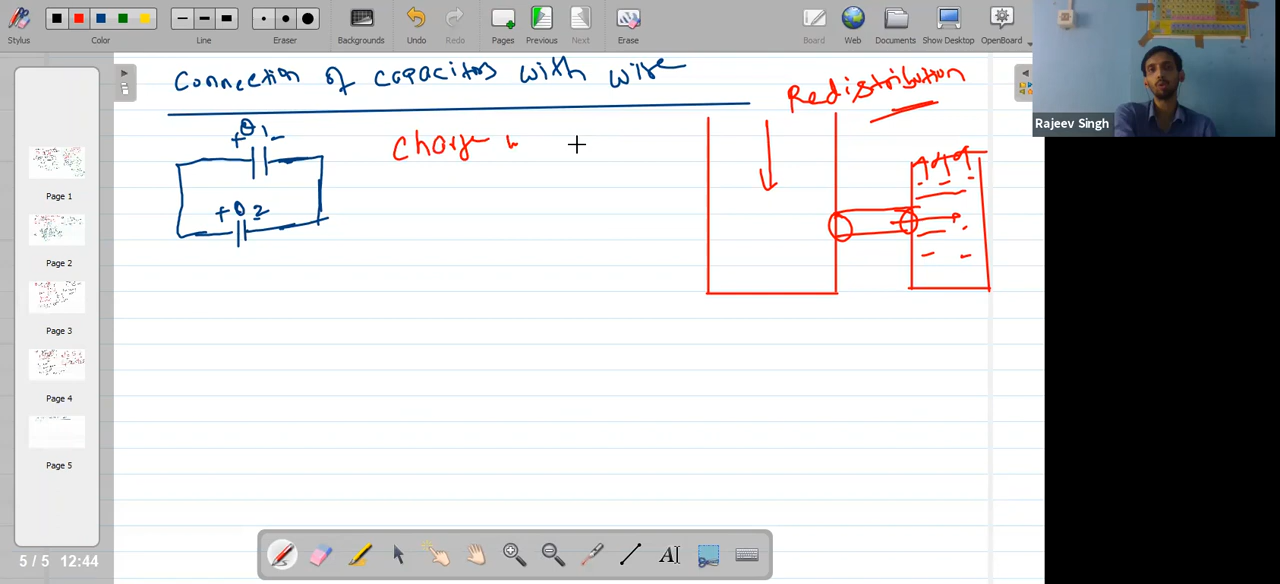 Stylus
Color
Line
Eraser
Backgrounds
Undo
Redo
Pages
Previous
Next
Erase
Board
Web
Documents
Show Desktop
OpenBoard
Rajeev Singh
Connection of capacitors with wire
Redistribution
+ Q1 -
Charge
+ Q2
Page 1
Page 2
Page 3
Page 4
Page 5
5 / 5 12:44